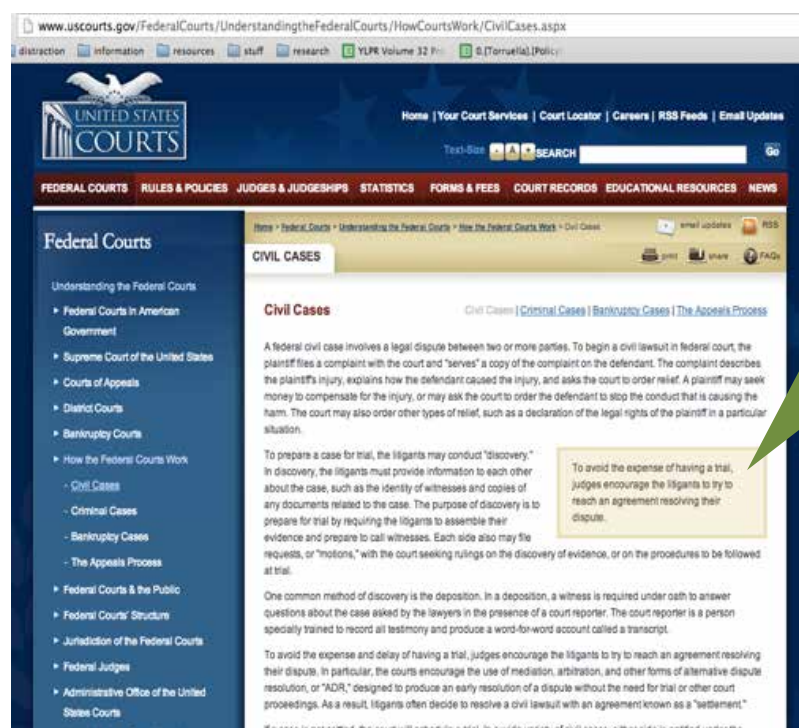 www.uscourts.gov/FederalCourts/UnderstandingtheFederalCourts/HowCourtsWork/CivilCases.aspx
distraction information resources stuff research YLPR Volume 32 Pr 0.[Torruella].[Policy]
UNITED STATES
COURTS
Home | Your Court Services | Court Locator | Careers | RSS Feeds | Email Updates
Text-Size - A + SEARCH Go
FEDERAL COURTS RULES & POLICIES JUDGES & JUDGESHIPS STATISTICS FORMS & FEES COURT RECORDS EDUCATIONAL RESOURCES NEWS
Home > Federal Courts > Understanding the Federal Courts > How the Federal Courts Work > Civil Cases
email updates RSS
CIVIL CASES
print share FAQs
Federal Courts
Understanding the Federal Courts
Federal Courts in American
Government
Supreme Court of the United States
Courts of Appeals
District Courts
Bankruptcy Courts
How the Federal Courts Work
- Civil Cases
- Criminal Cases
- Bankruptcy Cases
- The Appeals Process
Federal Courts & the Public
Federal Courts' Structure
Jurisdiction of the Federal Courts
Federal Judges
Administrative Office of the United
States Courts
Civil Cases
Civil Cases | Criminal Cases | Bankruptcy Cases | The Appeals Process
A federal civil case involves a legal dispute between two or more parties. To begin a civil lawsuit in federal court, the
plaintiff files a complaint with the court and "serves" a copy of the complaint on the defendant. The complaint describes
the plaintiff's injury, explains how the defendant caused the injury, and asks the court to order relief. A plaintiff may seek
money to compensate for the injury, or may ask the court to order the defendant to stop the conduct that is causing the
harm. The court may also order other types of relief, such as a declaration of the legal rights of the plaintiff in a particular
situation.
To prepare a case for trial, the litigants may conduct "discovery."
In discovery, the litigants must provide information to each other
about the case, such as the identity of witnesses and copies of
any documents related to the case. The purpose of discovery is to
prepare for trial by requiring the litigants to assemble their
evidence and prepare to call witnesses. Each side also may file
requests, or "motions," with the court seeking rulings on the discovery of evidence, or on the procedures to be followed
at trial.
To avoid the expense of having a trial,
judges encourage the litigants to try to
reach an agreement resolving their
dispute.
One common method of discovery is the deposition. In a deposition, a witness is required under oath to answer
questions about the case asked by the lawyers in the presence of a court reporter. The court reporter is a person
specially trained to record all testimony and produce a word-for-word account called a transcript.
To avoid the expense and delay of having a trial, judges encourage the litigants to try to reach an agreement resolving
their dispute. In particular, the courts encourage the use of mediation, arbitration, and other forms of alternative dispute
resolution, or "ADR," designed to produce an early resolution of a dispute without the need for trial or other court
proceedings. As a result, litigants often decide to resolve a civil lawsuit with an agreement known as a "settlement."